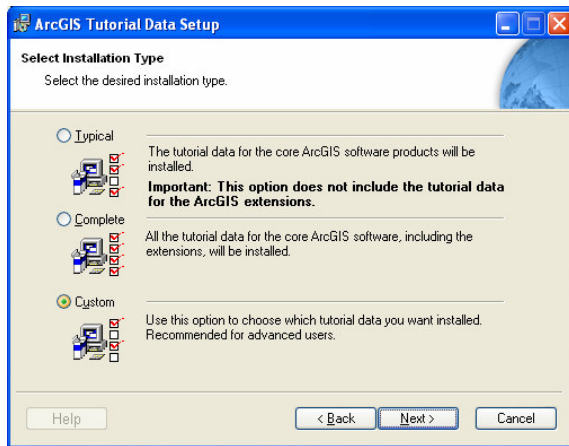 ArcGIS Tutorial Data Setup
Select Installation Type
Select the desired installation type.
Typical
The tutorial data for the core ArcGIS software products will be
installed.
Important: This option does not include the tutorial data
for the ArcGIS extensions.
Complete
All the tutorial data for the core ArcGIS software, including the
extensions, will be installed.
Custom
Use this option to choose which tutorial data you want installed.
Recommended for advanced users.
Help
< Back
Next >
Cancel